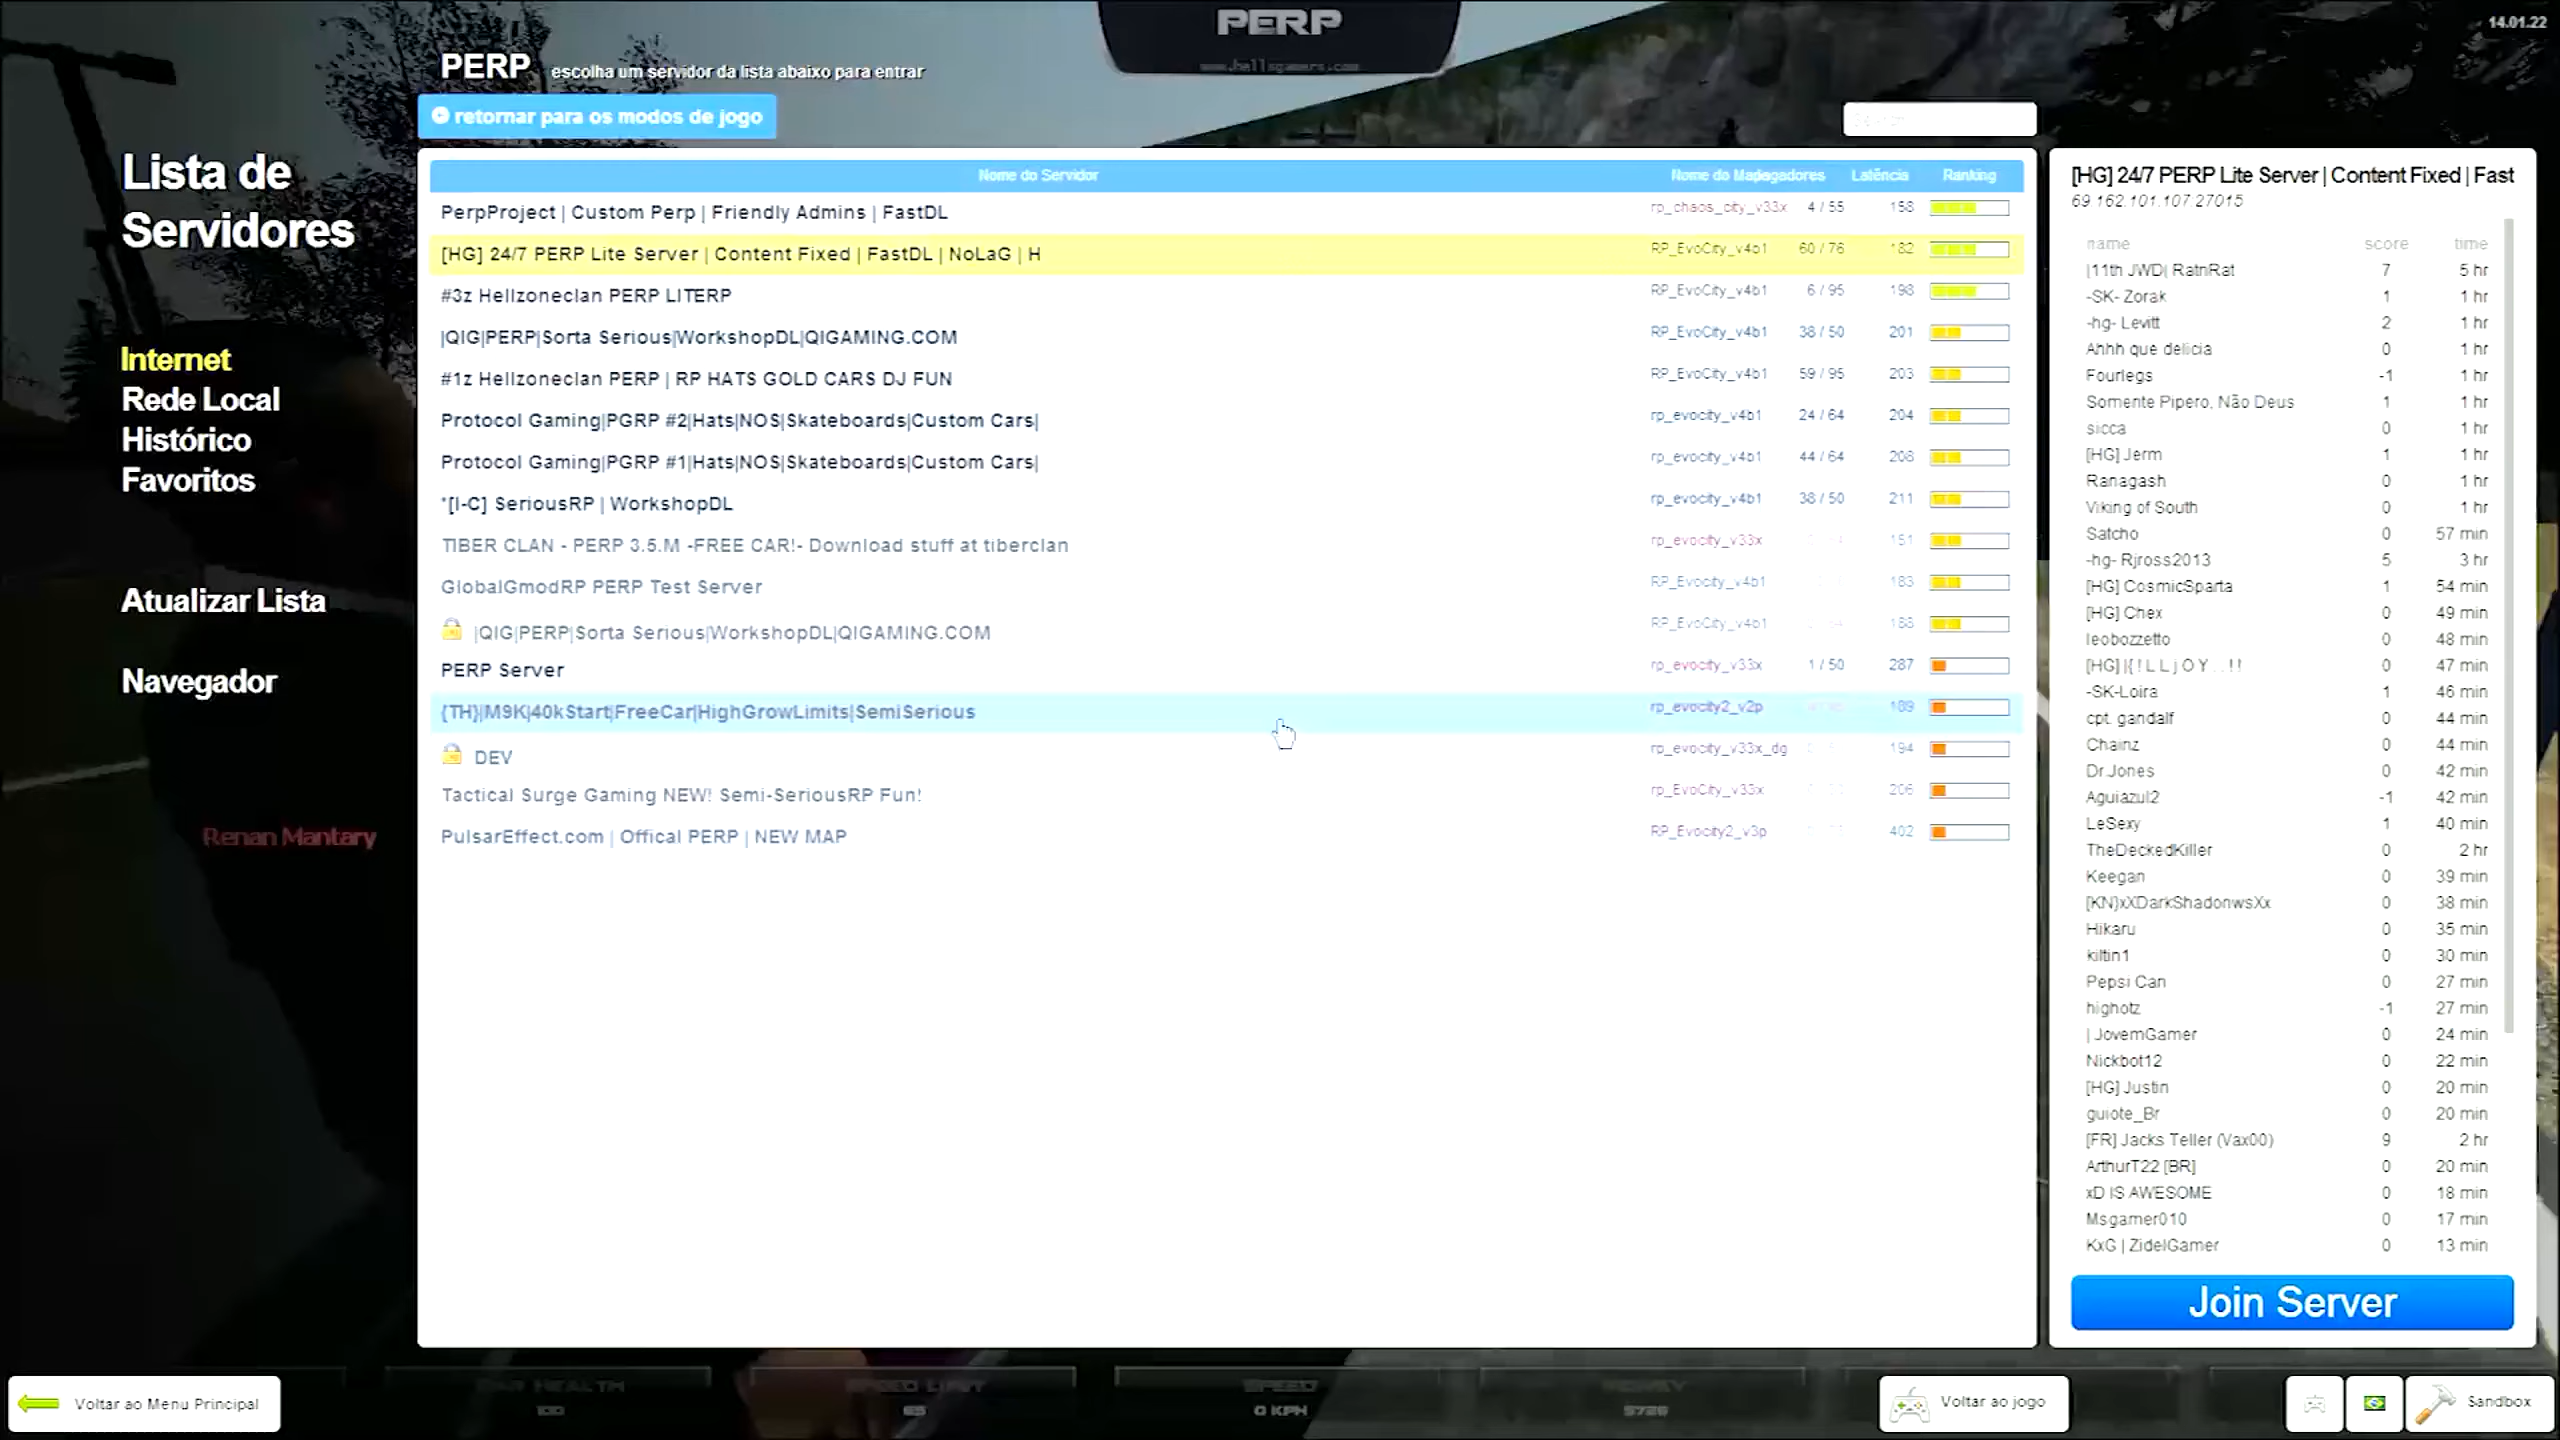 PERP
www.hellsgamers.com
14.01.22
PERP escolha um servidor da lista abaixo para entrar
retornar para os modos de jogo
Lista de
Servidores
Internet
Rede Local
Histórico
Favoritos
Atualizar Lista
Navegador
Renan Mantary
Nome do Servidor Latência Ranking
PerpProject | Custom Perp | Friendly Admins | FastDL rp_chaos_city_v33x 4 / 55 158
[HG] 24/7 PERP Lite Server | Content Fixed | FastDL | NoLaG | H RP_EvoCity_v4b1 60 / 76 182
#3z Hellzoneclan PERP LITERP RP_EvoCity_v4b1 6 / 95 198
|QIG|PERP|Sorta Serious|WorkshopDL|QIGAMING.COM RP_EvoCity_v4b1 38 / 50 201
#1z Hellzoneclan PERP | RP HATS GOLD CARS DJ FUN RP_EvoCity_v4b1 59 / 95 203
Protocol Gaming|PGRP #2|Hats|NOS|Skateboards|Custom Cars| rp_evocity_v4b1 24 / 64 204
Protocol Gaming|PGRP #1|Hats|NOS|Skateboards|Custom Cars| rp_evocity_v4b1 44 / 64 208
*[I-C] SeriousRP | WorkshopDL rp_evocity_v4b1 38 / 50 211
TIBER CLAN - PERP 3.5.M -FREE CAR!- Download stuff at tiberclan rp_evocity_v33x 151
GlobalGmodRP PERP Test Server RP_Evocity_v4b1 183
|QIG|PERP|Sorta Serious|WorkshopDL|QIGAMING.COM RP_EvoCity_v4b1 188
PERP Server rp_evocity_v33x 1 / 50 287
{TH}|M9K|40kStart|FreeCar|HighGrowLimits|SemiSerious rp_evocity2_v2p 189
DEV rp_evocity_v33x_dg 194
Tactical Surge Gaming NEW! Semi-SeriousRP Fun! rp_EvoCity_v33x 206
PulsarEffect.com | Offical PERP | NEW MAP RP_Evocity2_v3p 402
[HG] 24/7 PERP Lite Server | Content Fixed | Fast
69.162.101.107:27015
name score time
|11th JWD| RatnRat 7 5 hr
-SK- Zorak 1 1 hr
-hg- Levitt 2 1 hr
Ahhh que delicia 0 1 hr
Fourlegs -1 1 hr
Somente Pipero, Não Deus 1 1 hr
sicca 0 1 hr
[HG] Jerm 1 1 hr
Ranagash 0 1 hr
Viking of South 0 1 hr
Satcho 0 57 min
-hg- Rjross2013 5 3 hr
[HG] CosmicSparta 1 54 min
[HG] Chex 0 49 min
leobozzetto 0 48 min
[HG] |{ ! L L j O Y . . ! ! 0 47 min
-SK-Loira 1 46 min
cpt. gandalf 0 44 min
Chainz 0 44 min
Dr.Jones 0 42 min
Aguiazul2 -1 42 min
LeSexy 1 40 min
TheDeckedKiller 0 2 hr
Keegan 0 39 min
[KN}xXDarkShadonwsXx 0 38 min
Hikaru 0 35 min
kiltin1 0 30 min
Pepsi Can 0 27 min
highotz -1 27 min
| JovemGamer 0 24 min
Nickbot12 0 22 min
[HG] Justin 0 20 min
guiote_Br 0 20 min
[FR] Jacks Teller (Vax00) 9 2 hr
ArthurT22 [BR] 0 20 min
xD IS AWESOME 0 18 min
Msgamer010 0 17 min
KxG | ZidelGamer 0 13 min
Join Server
HEALTH SPEED LIMIT SPEED
100 65 0 KPH
Voltar ao Menu Principal
Voltar ao jogo
Sandbox